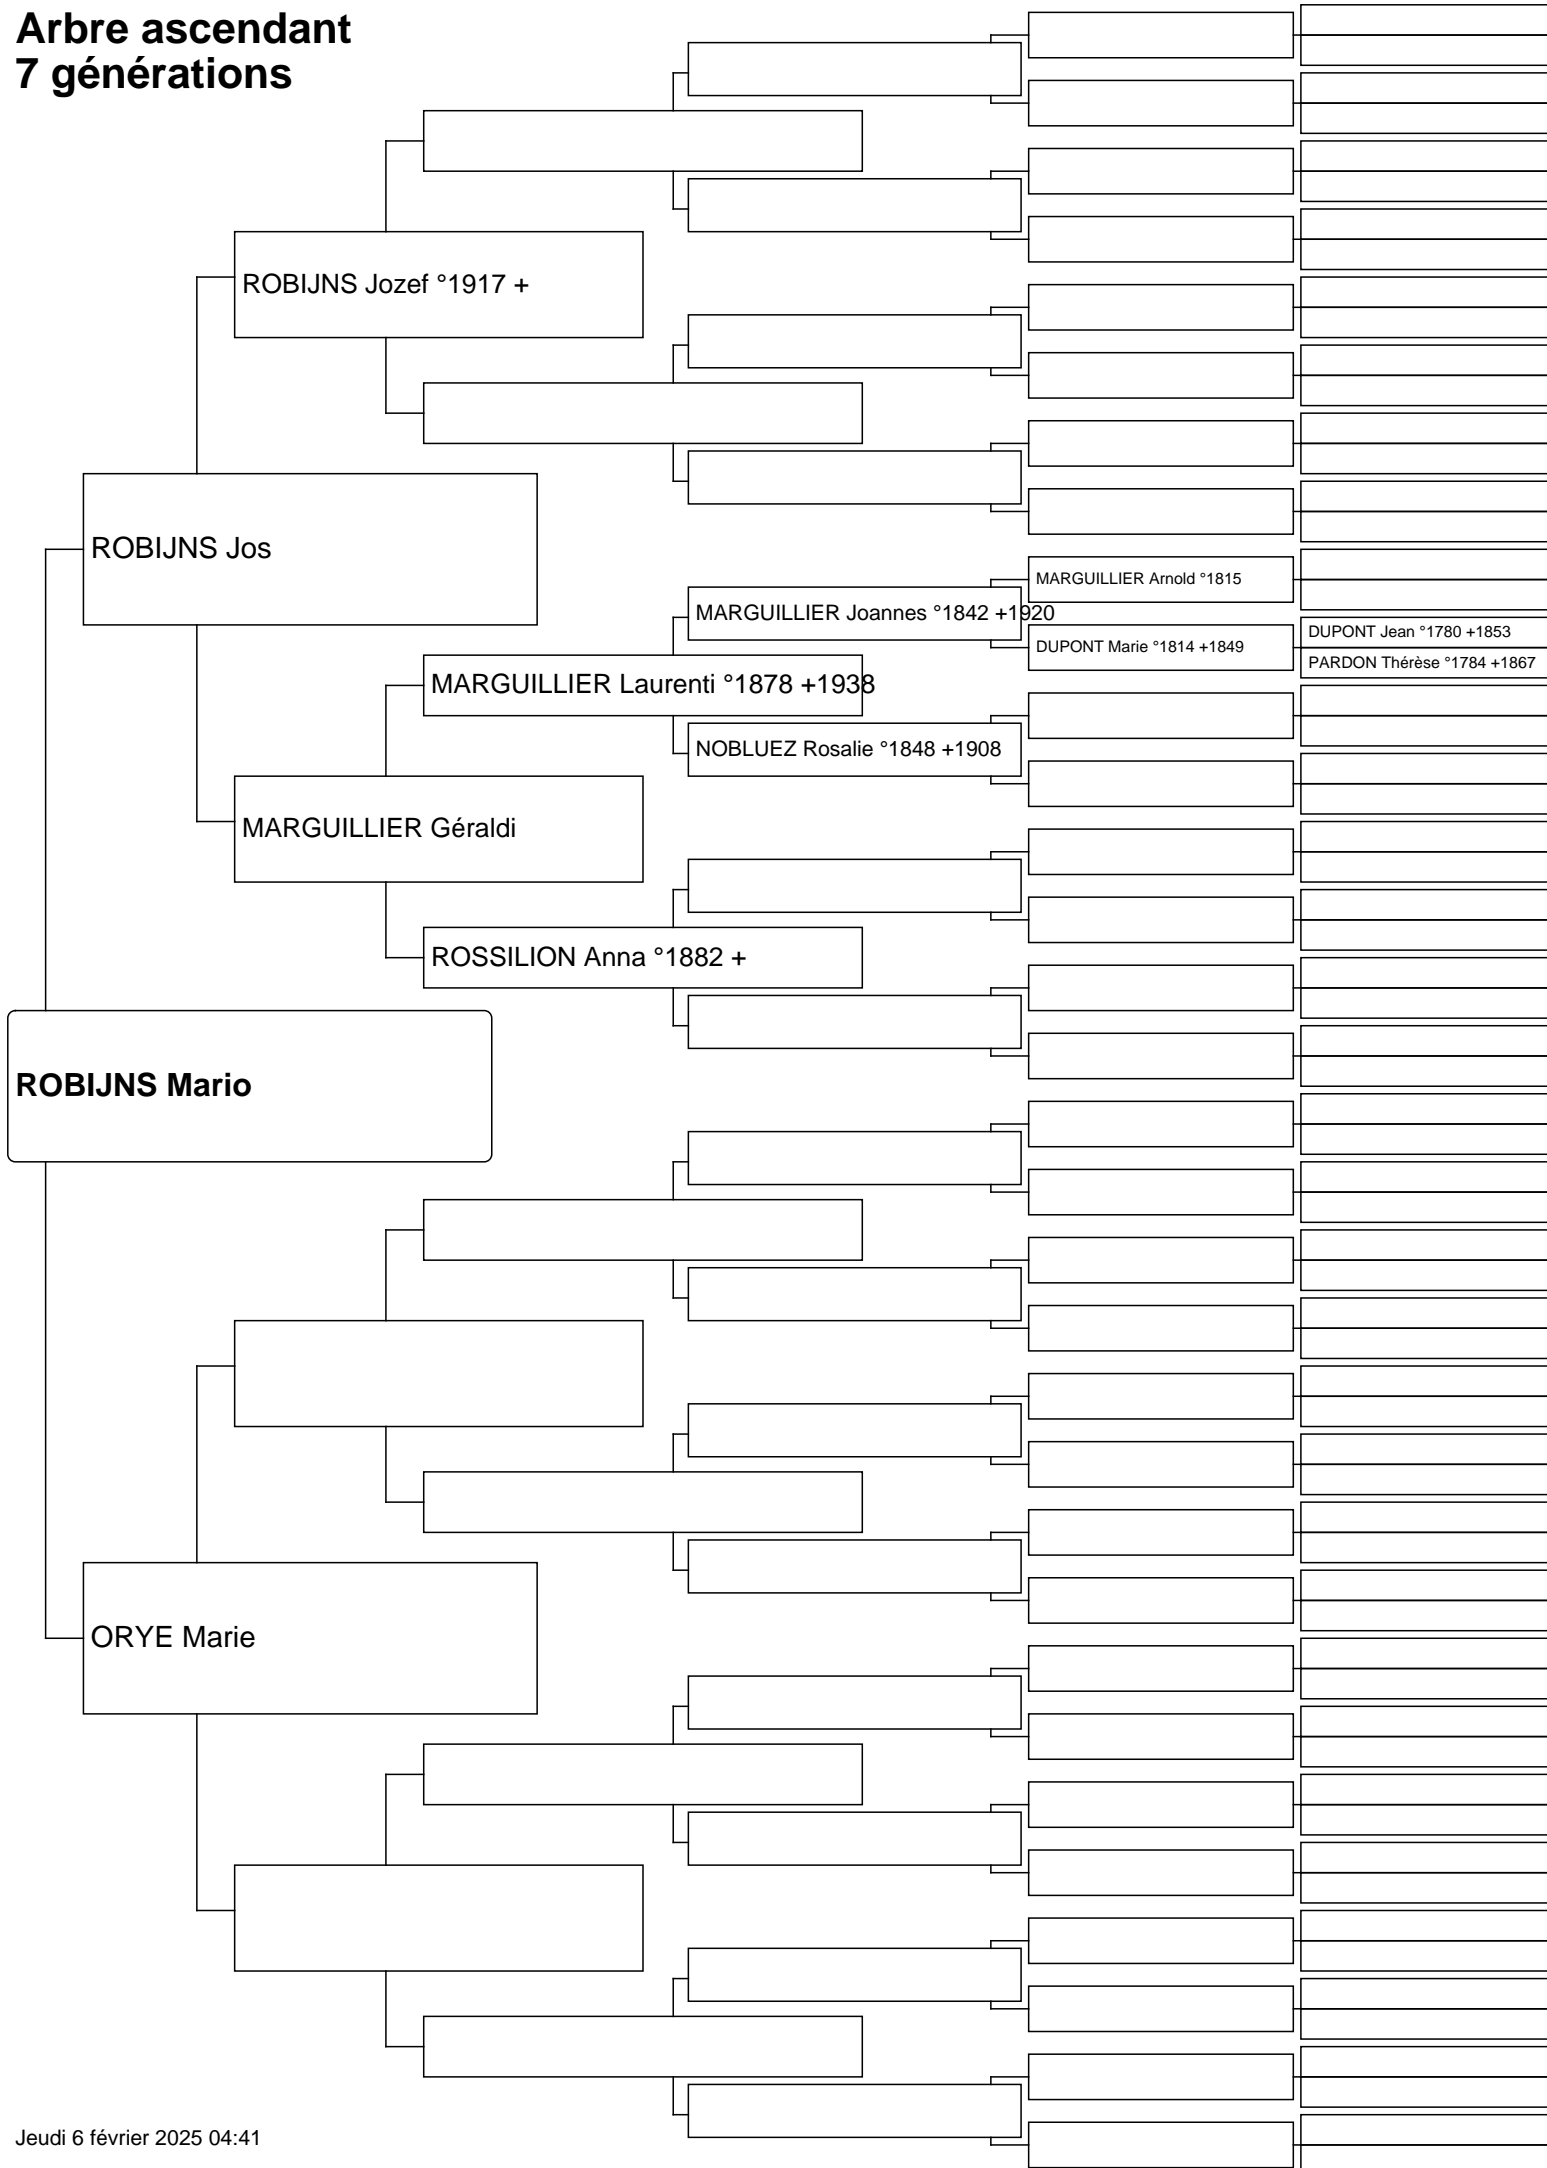 Arbre ascendant
7 générations
ROBIJNS Jozef °1917 +
ROBIJNS Jos
MARGUILLIER Arnold °1815
MARGUILLIER Joannes °1842 +1920
DUPONT Jean °1780 +1853
DUPONT Marie °1814 +1849
PARDON Thérèse °1784 +1867
MARGUILLIER Laurenti °1878 +1938
NOBLUEZ Rosalie °1848 +1908
MARGUILLIER Géraldi
ROSSILION Anna °1882 +
ROBIJNS Mario
ORYE Marie
Jeudi 6 février 2025 04:41